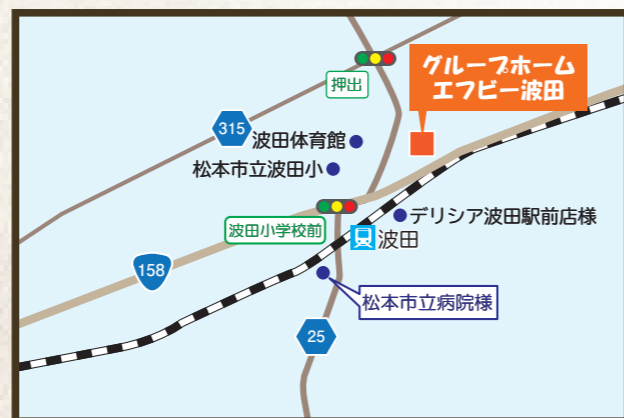 グループホーム
エフビー波田
押出
315
波田体育館
松本市立波田小
デリシア波田駅前店様
波田小学校前
波田
158
松本市立病院様
25